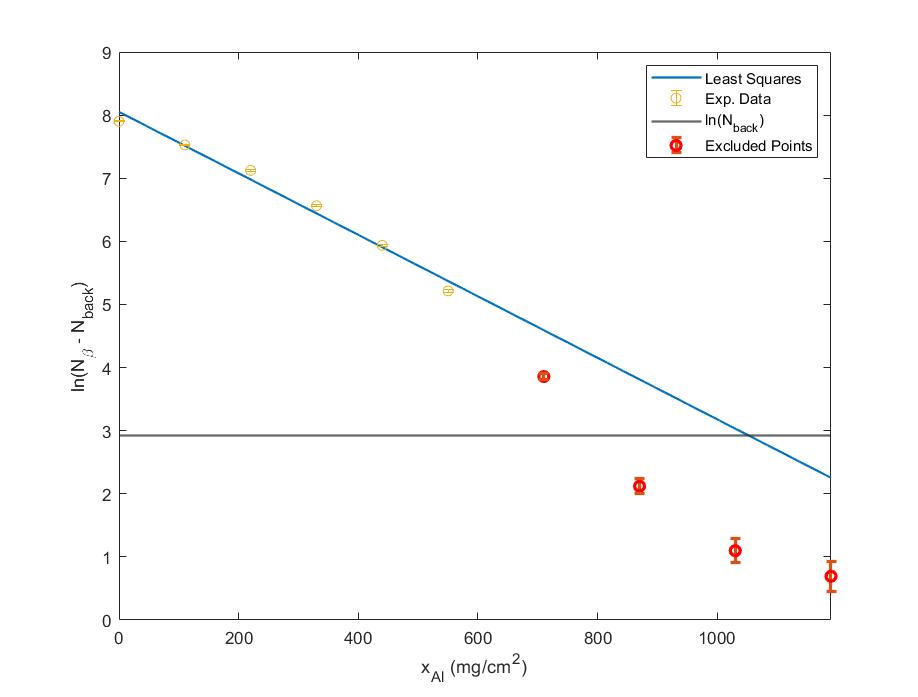 9
8
7
6
5
4
3
2
1
0
0 200 400 600 800 1000
ln(N_β - N_back)
x_Al (mg/cm²)
Least Squares
Exp. Data
ln(N_back)
Excluded Points